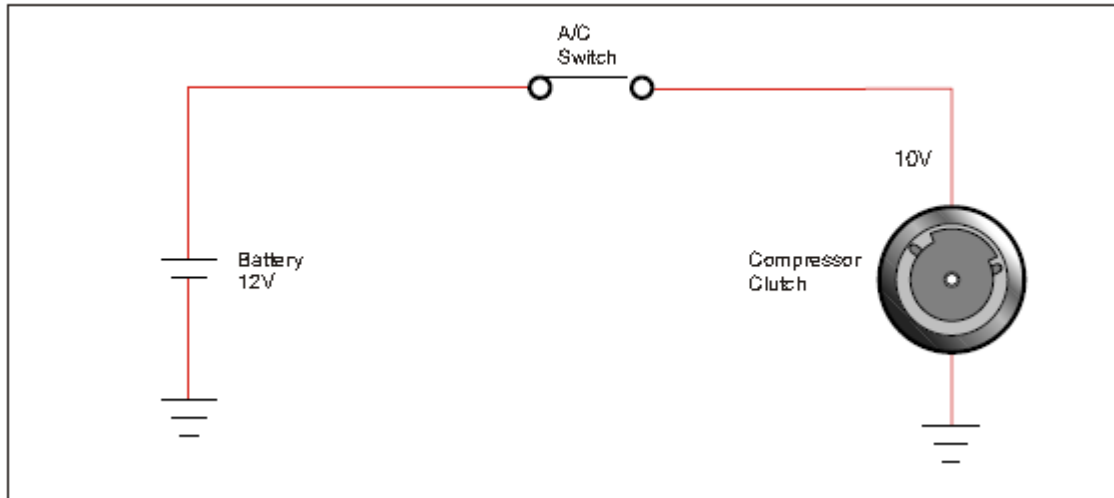 A/C
Switch
10V
Battery
12V
Compressor
Clutch